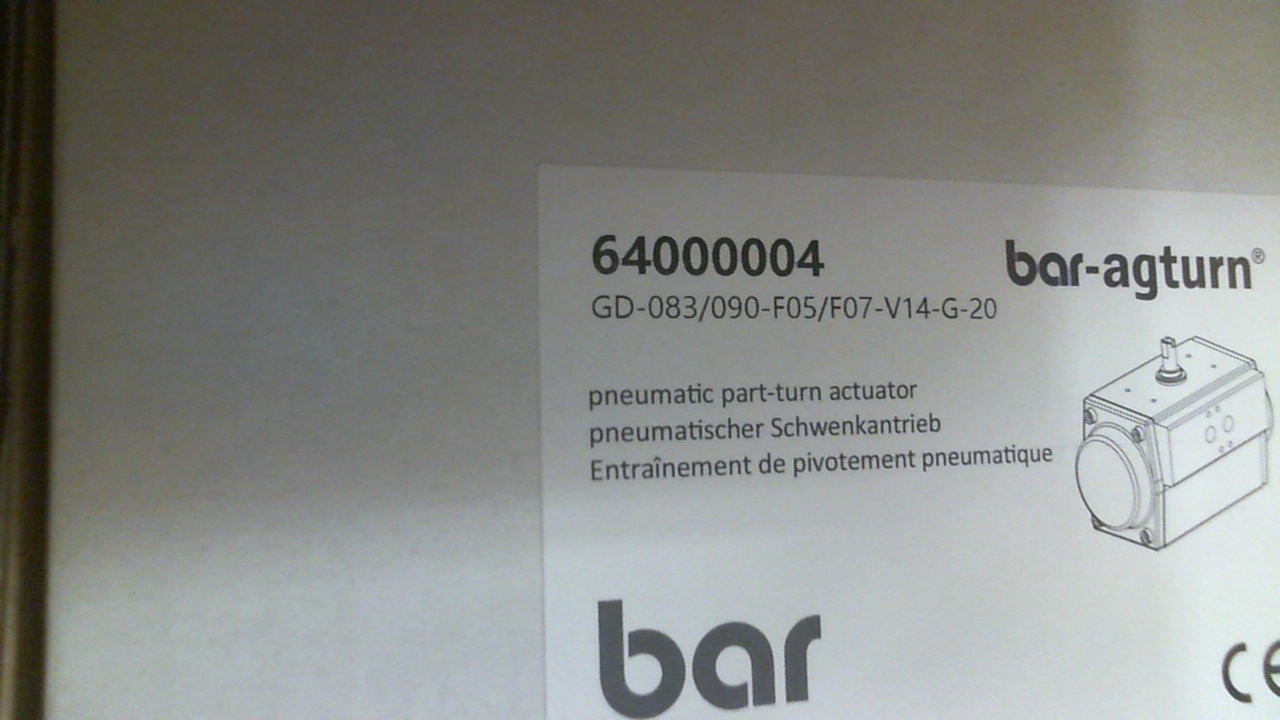 64000004
bar-agturn®
GD-083/090-F05/F07-V14-G-20
pneumatic part-turn actuator
pneumatischer Schwenkantrieb
Entraînement de pivotement pneumatique
bar
CE